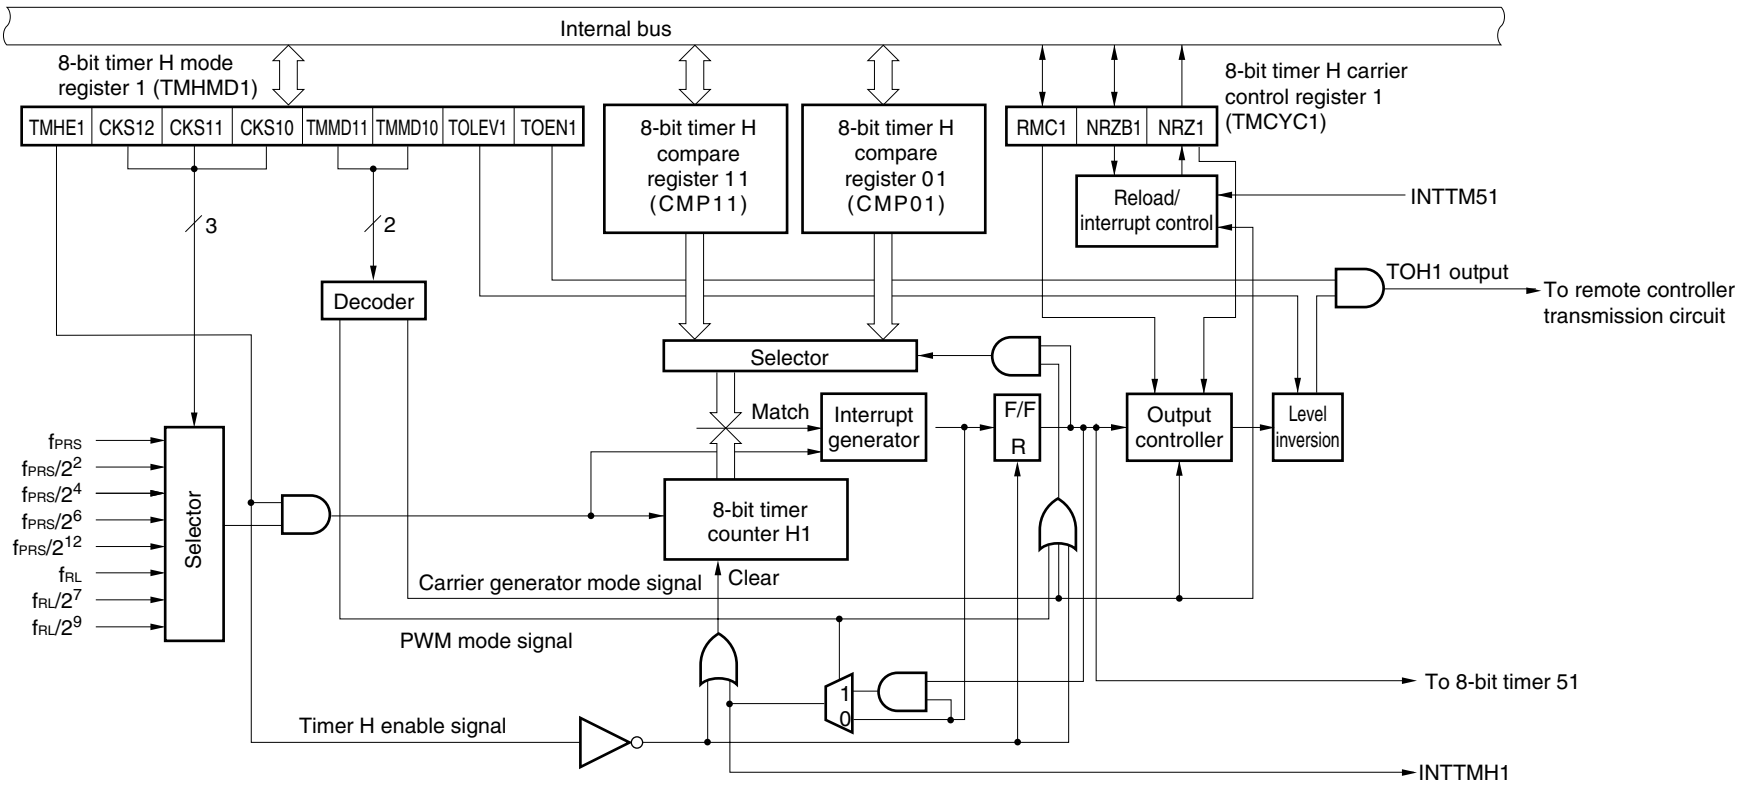 Internal bus
8-bit timer H mode
register 1 (TMHMD1)
8-bit timer H carrier
control register 1
(TMCYC1)
TMHE1 CKS12 CKS11 CKS10 TMMD11 TMMD10 TOLEV1 TOEN1
8-bit timer H
compare
register 11
(CMP11)
8-bit timer H
compare
register 01
(CMP01)
RMC1 NRZB1 NRZ1
Reload/
interrupt control
INTTM51
3
2
Decoder
TOH1 output
To remote controller
transmission circuit
Selector
Match
Interrupt
generator
F/F
R
Output
controller
Level
inversion
fPRS
fPRS/2²
fPRS/2⁴
fPRS/2⁶
fPRS/2¹²
fRL
fRL/2⁷
fRL/2⁹
Selector
8-bit timer
counter H1
Carrier generator mode signal
Clear
PWM mode signal
1
0
To 8-bit timer 51
Timer H enable signal
INTTMH1